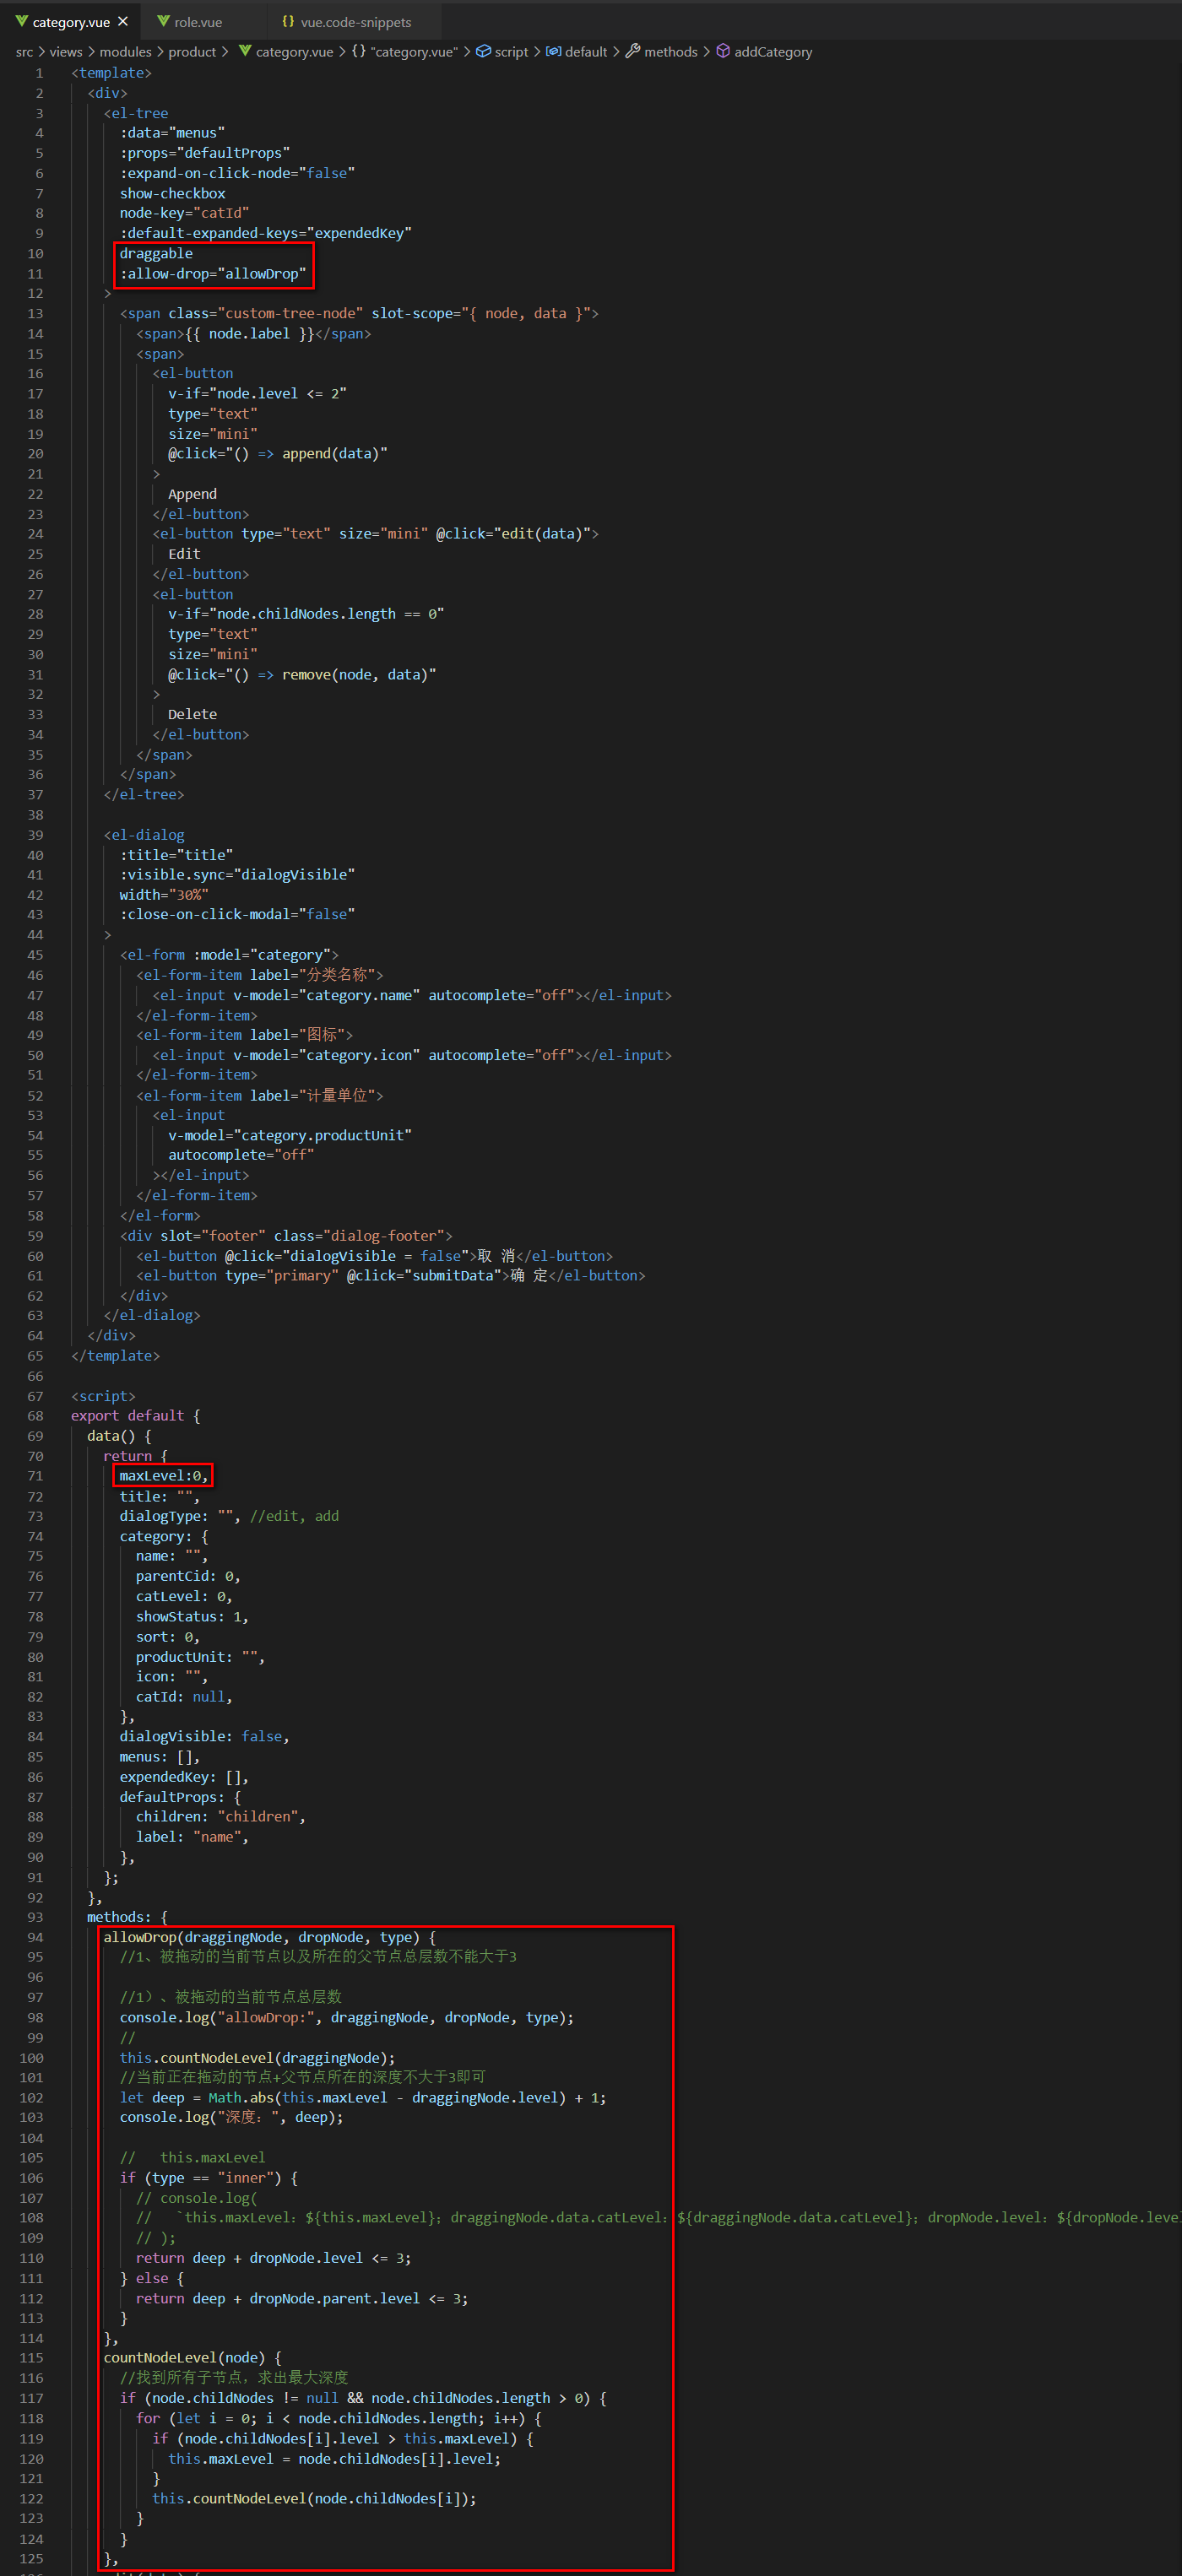 category.vue × role.vue {} vue.code-snippets
src > views > modules > product > category.vue > {} "category.vue" > script > default > methods > addCategory
1 <template>
2 <div>
3 <el-tree
4 :data="menus"
5 :props="defaultProps"
6 :expand-on-click-node="false"
7 show-checkbox
8 node-key="catId"
9 :default-expanded-keys="expendedKey"
10 draggable
11 :allow-drop="allowDrop"
12 >
13 <span class="custom-tree-node" slot-scope="{ node, data }">
14 <span>{{ node.label }}</span>
15 <span>
16 <el-button
17 v-if="node.level <= 2"
18 type="text"
19 size="mini"
20 @click="() => append(data)"
21 >
22 Append
23 </el-button>
24 <el-button type="text" size="mini" @click="edit(data)">
25 Edit
26 </el-button>
27 <el-button
28 v-if="node.childNodes.length == 0"
29 type="text"
30 size="mini"
31 @click="() => remove(node, data)"
32 >
33 Delete
34 </el-button>
35 </span>
36 </span>
37 </el-tree>
38
39 <el-dialog
40 :title="title"
41 :visible.sync="dialogVisible"
42 width="30%"
43 :close-on-click-modal="false"
44 >
45 <el-form :model="category">
46 <el-form-item label="分类名称">
47 <el-input v-model="category.name" autocomplete="off"></el-input>
48 </el-form-item>
49 <el-form-item label="图标">
50 <el-input v-model="category.icon" autocomplete="off"></el-input>
51 </el-form-item>
52 <el-form-item label="计量单位">
53 <el-input
54 v-model="category.productUnit"
55 autocomplete="off"
56 ></el-input>
57 </el-form-item>
58 </el-form>
59 <div slot="footer" class="dialog-footer">
60 <el-button @click="dialogVisible = false">取 消</el-button>
61 <el-button type="primary" @click="submitData">确 定</el-button>
62 </div>
63 </el-dialog>
64 </div>
65 </template>
66
67 <script>
68 export default {
69 data() {
70 return {
71 maxLevel:0,
72 title: "",
73 dialogType: "", //edit, add
74 category: {
75 name: "",
76 parentCid: 0,
77 catLevel: 0,
78 showStatus: 1,
79 sort: 0,
80 productUnit: "",
81 icon: "",
82 catId: null,
83 },
84 dialogVisible: false,
85 menus: [],
86 expendedKey: [],
87 defaultProps: {
88 children: "children",
89 label: "name",
90 },
91 };
92 },
93 methods: {
94 allowDrop(draggingNode, dropNode, type) {
95 //1、被拖动的当前节点以及所在的父节点总层数不能大于3
96
97 //1）、被拖动的当前节点总层数
98 console.log("allowDrop:", draggingNode, dropNode, type);
99 //
100 this.countNodeLevel(draggingNode);
101 //当前正在拖动的节点+父节点所在的深度不大于3即可
102 let deep = Math.abs(this.maxLevel - draggingNode.level) + 1;
103 console.log("深度：", deep);
104
105 // this.maxLevel
106 if (type == "inner") {
107 // console.log(
108 // `this.maxLevel：${this.maxLevel}；draggingNode.data.catLevel：${draggingNode.data.catLevel}；dropNode.level：${dropNode.leve
109 // );
110 return deep + dropNode.level <= 3;
111 } else {
112 return deep + dropNode.parent.level <= 3;
113 }
114 },
115 countNodeLevel(node) {
116 //找到所有子节点，求出最大深度
117 if (node.childNodes != null && node.childNodes.length > 0) {
118 for (let i = 0; i < node.childNodes.length; i++) {
119 if (node.childNodes[i].level > this.maxLevel) {
120 this.maxLevel = node.childNodes[i].level;
121 }
122 this.countNodeLevel(node.childNodes[i]);
123 }
124 }
125 },